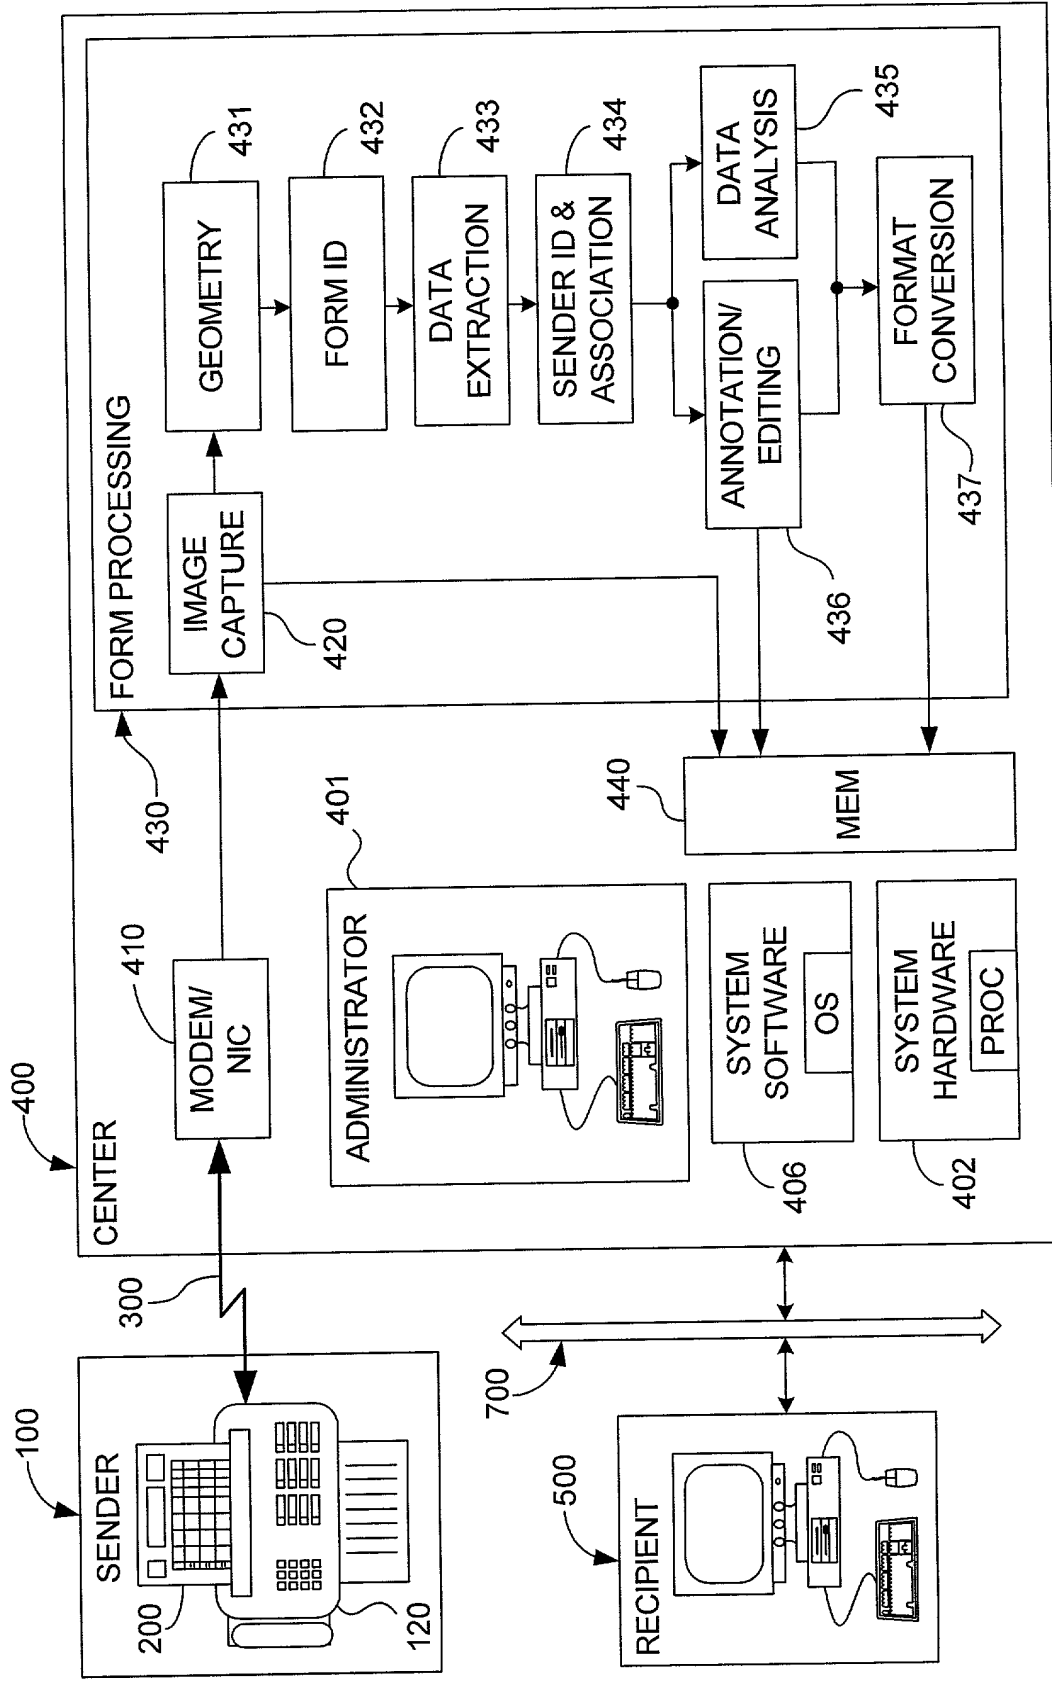 100
SENDER
200
120
300
400
CENTER
410
MODEM/
NIC
430
FORM PROCESSING
IMAGE
CAPTURE
420
GEOMETRY
431
FORM ID
432
DATA
EXTRACTION
433
SENDER ID &
ASSOCIATION
434
DATA
ANALYSIS
435
ANNOTATION/
EDITING
436
FORMAT
CONVERSION
437
401
ADMINISTRATOR
440
MEM
SYSTEM
SOFTWARE
OS
406
SYSTEM
HARDWARE
PROC
402
700
500
RECIPIENT